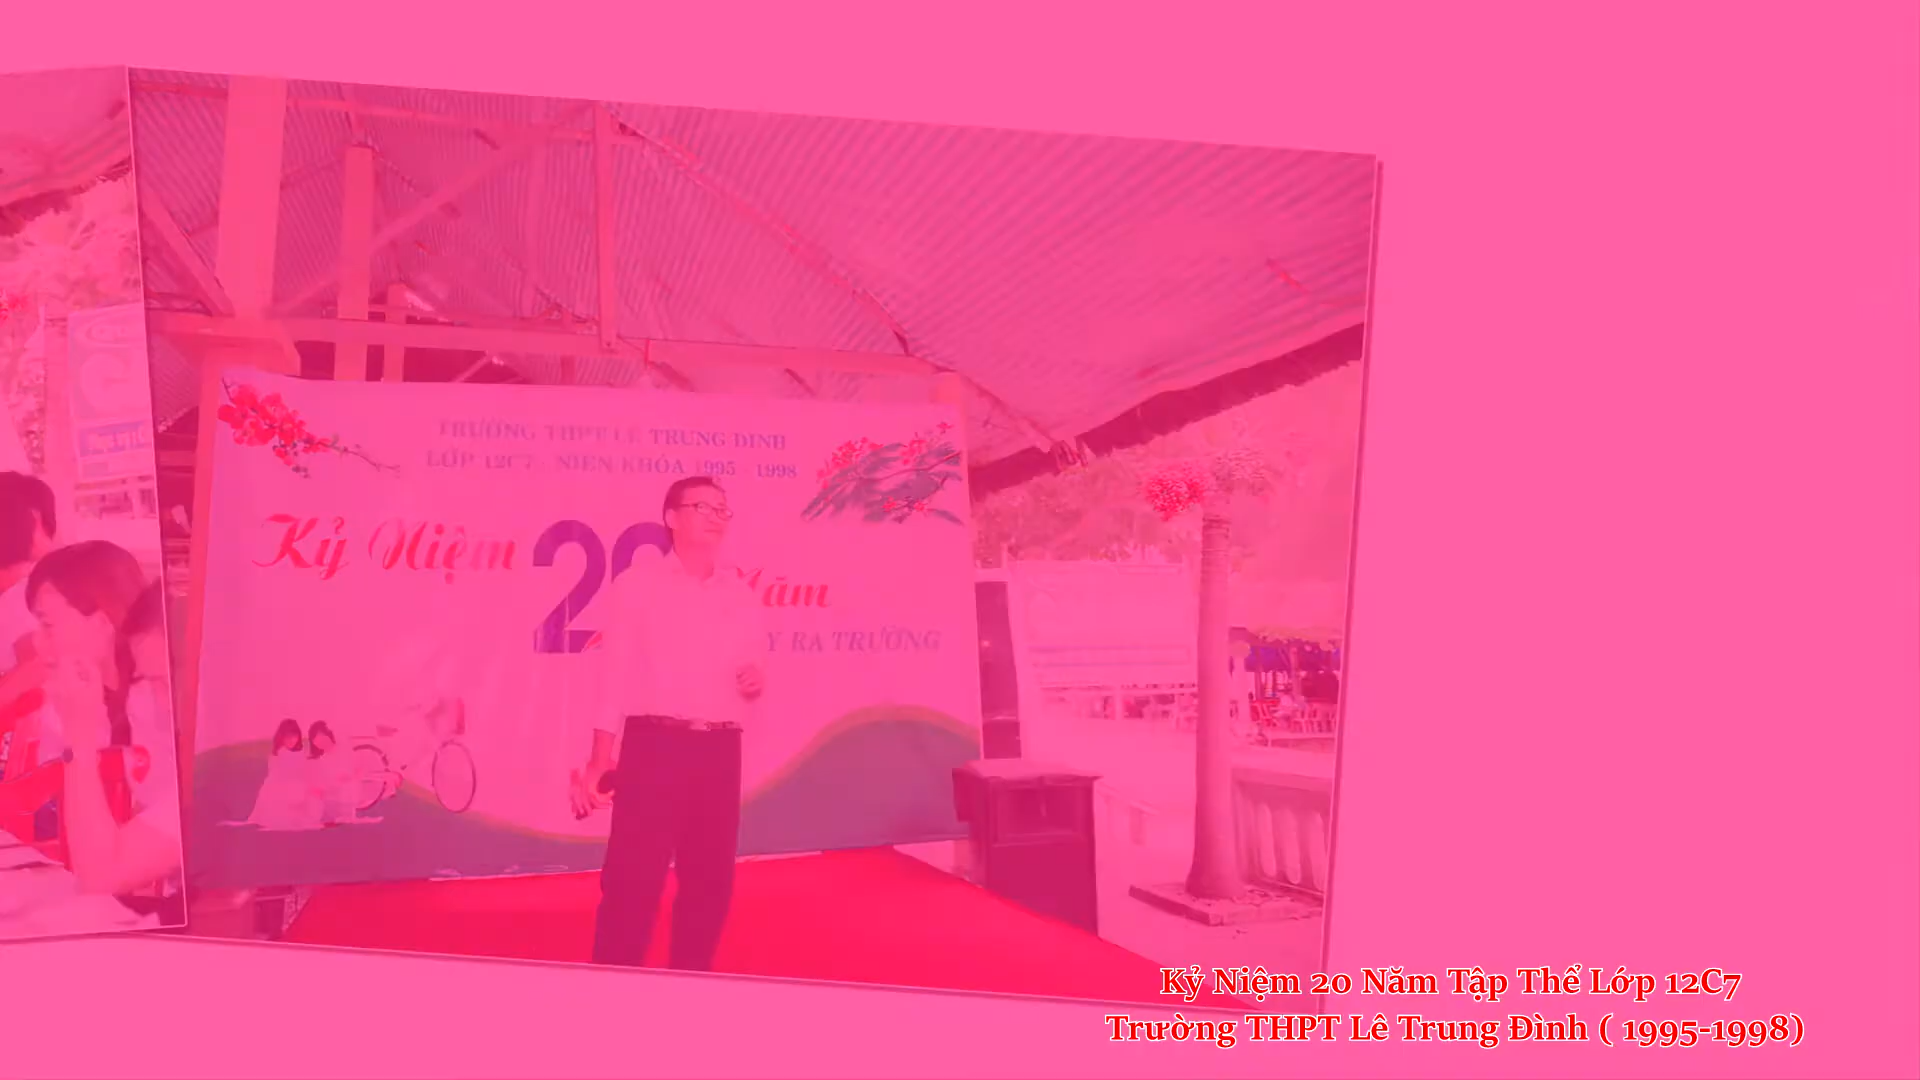 TRƯỜNG THPT LÊ TRUNG ĐÌNH
LỚP 12C7 - NIÊN KHÓA 1995 - 1998
Kỷ Niệm 20 Năm
RA TRƯỜNG
Kỷ Niệm 20 Năm Tập Thể Lớp 12C7
Trường THPT Lê Trung Đình ( 1995-1998)